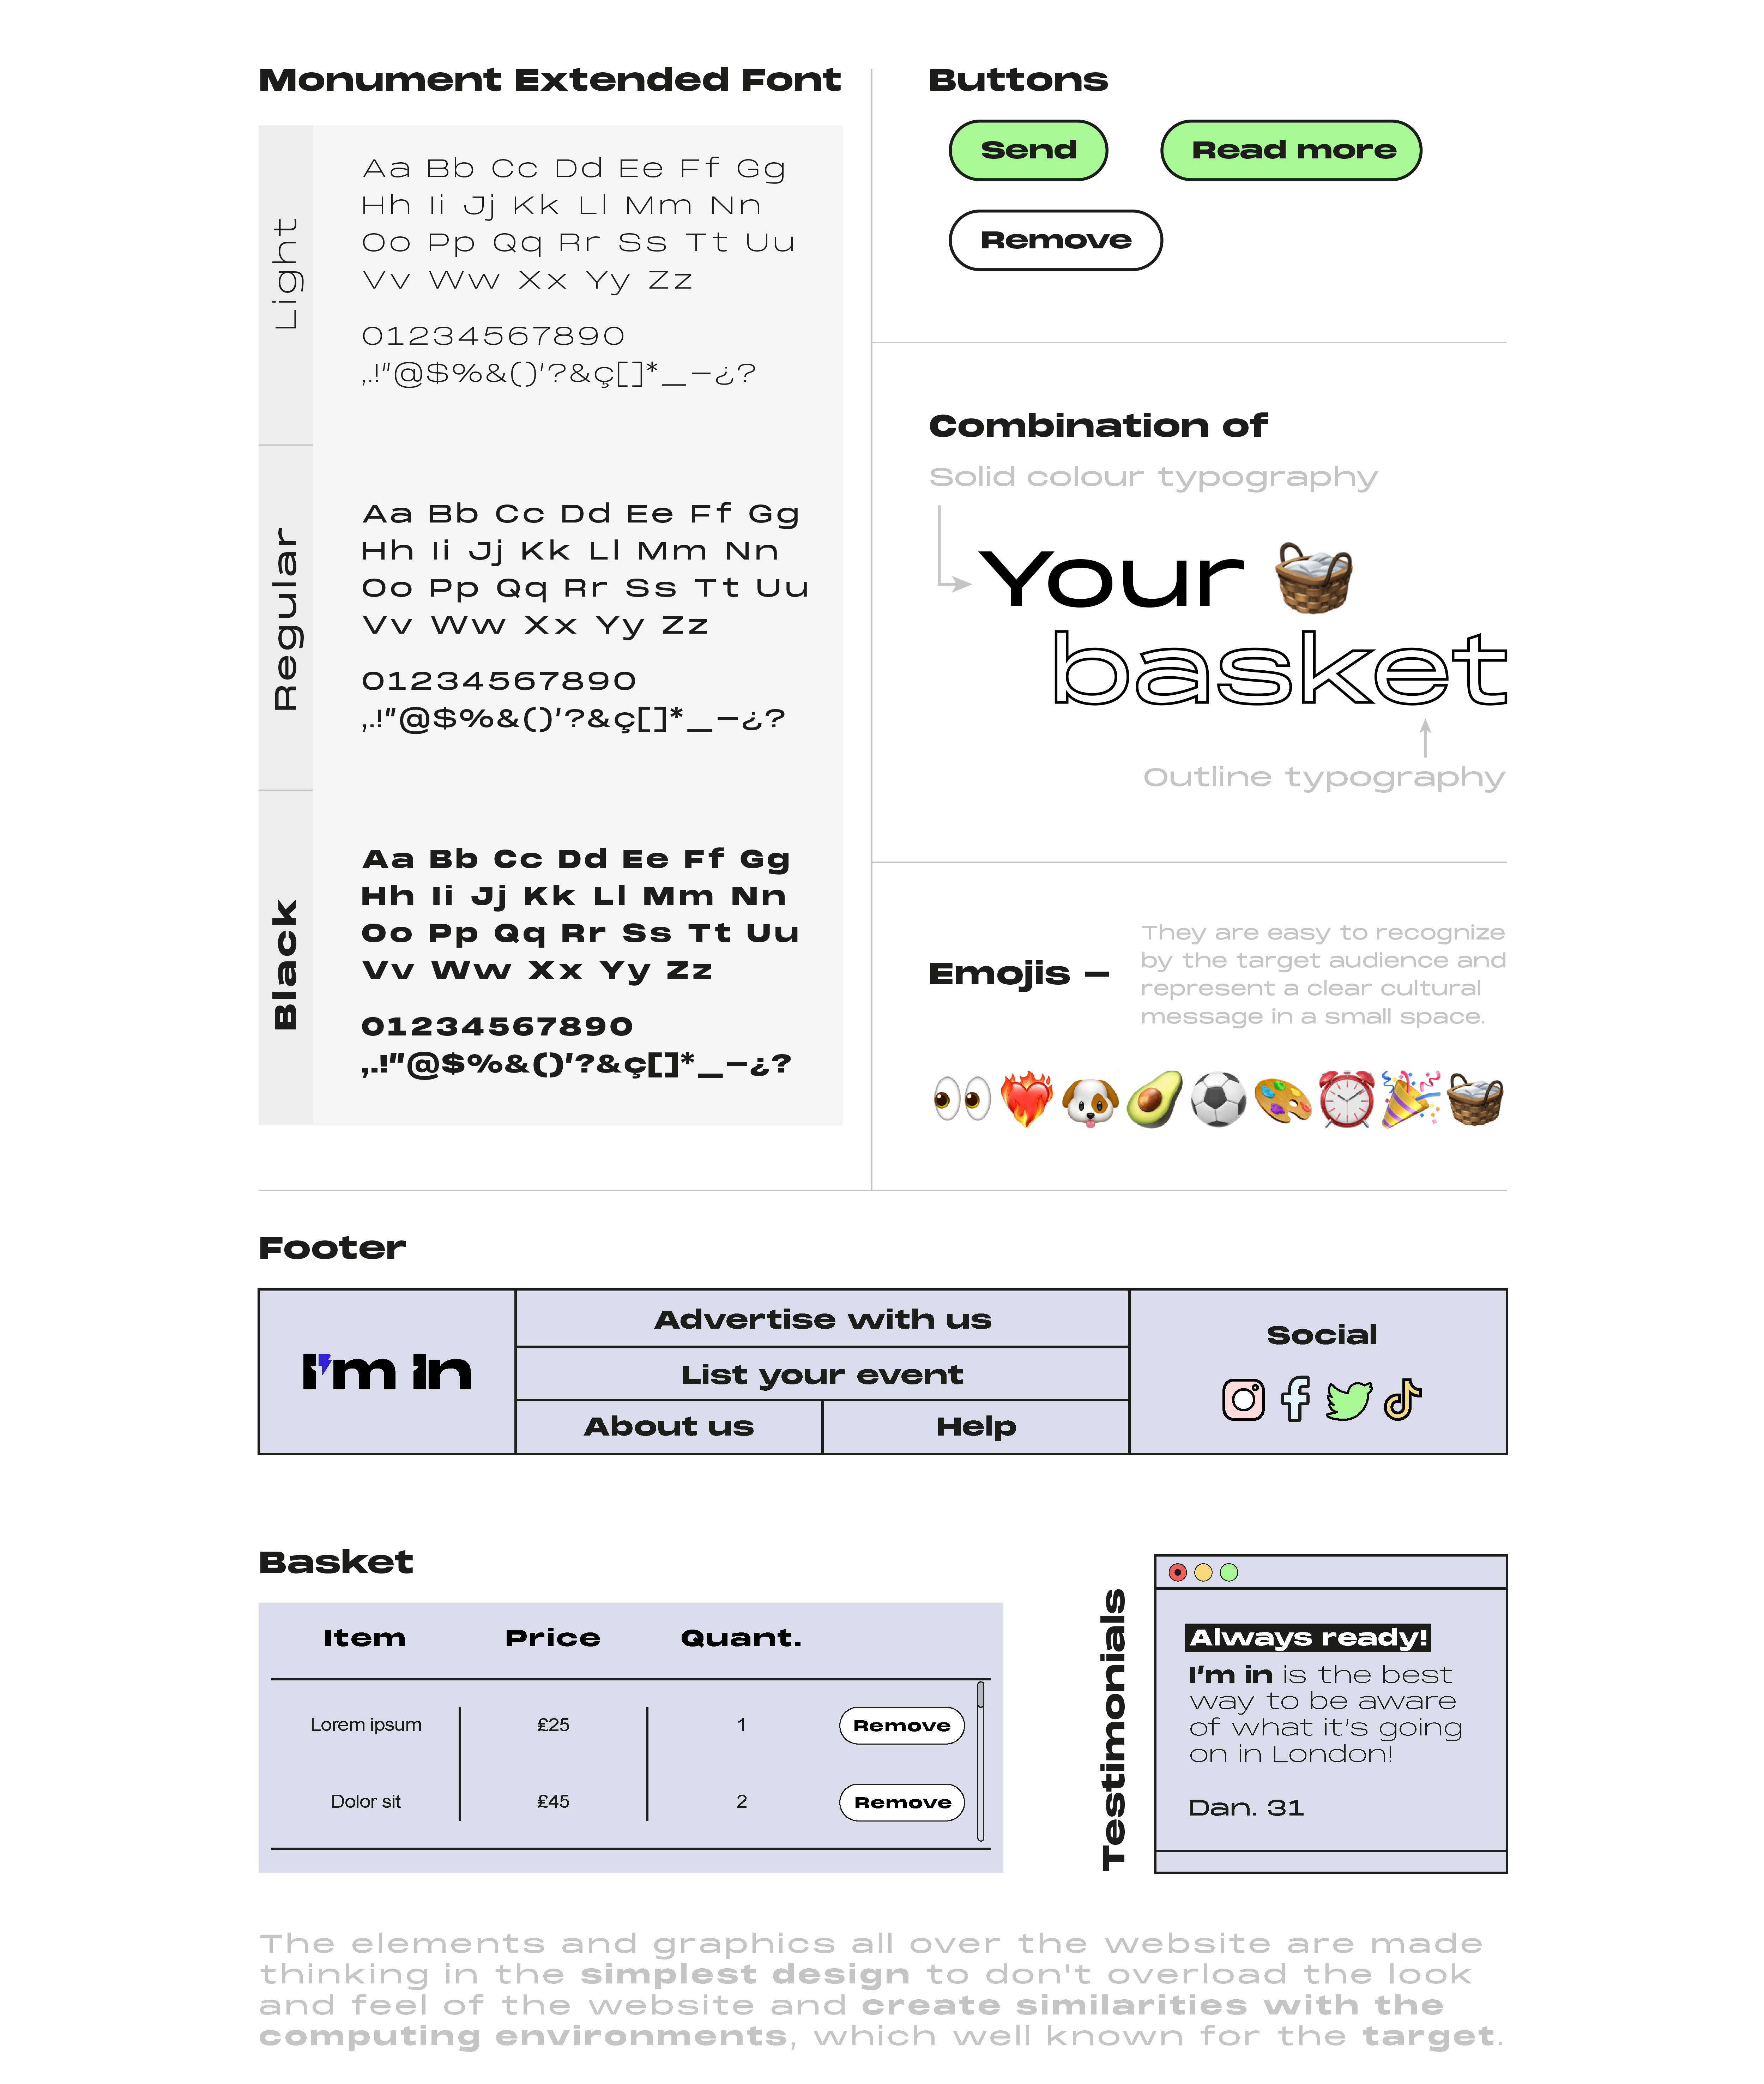 Monument Extended Font
Light
Aa Bb Cc Dd Ee Ff Gg
Hh Ii Jj Kk Ll Mm Nn
Oo Pp Qq Rr Ss Tt Uu
Vv Ww Xx Yy Zz
01234567890
,.!"@$%&()'?&ç[]*_–¿?
Regular
Aa Bb Cc Dd Ee Ff Gg
Hh Ii Jj Kk Ll Mm Nn
Oo Pp Qq Rr Ss Tt Uu
Vv Ww Xx Yy Zz
01234567890
,.!"@$%&()'?&ç[]*_–¿?
Black
Aa Bb Cc Dd Ee Ff Gg
Hh Ii Jj Kk Ll Mm Nn
Oo Pp Qq Rr Ss Tt Uu
Vv Ww Xx Yy Zz
01234567890
,.!"@$%&()'?&ç[]*_–¿?
Buttons
Send
Read more
Remove
Combination of
Solid colour typography
Your
basket
Outline typography
Emojis –
They are easy to recognize
by the target audience and
represent a clear cultural
message in a small space.
Footer
I'm in
Advertise with us
List your event
About us
Help
Social
Basket
Item Price Quant.
Lorem ipsum £25 1 Remove
Dolor sit £45 2 Remove
Testimonials
Always ready!
I'm in is the best
way to be aware
of what it's going
on in London!
Dan. 31
The elements and graphics all over the website are made
thinking in the simplest design to don't overload the look
and feel of the website and create similarities with the
computing environments, which well known for the target.